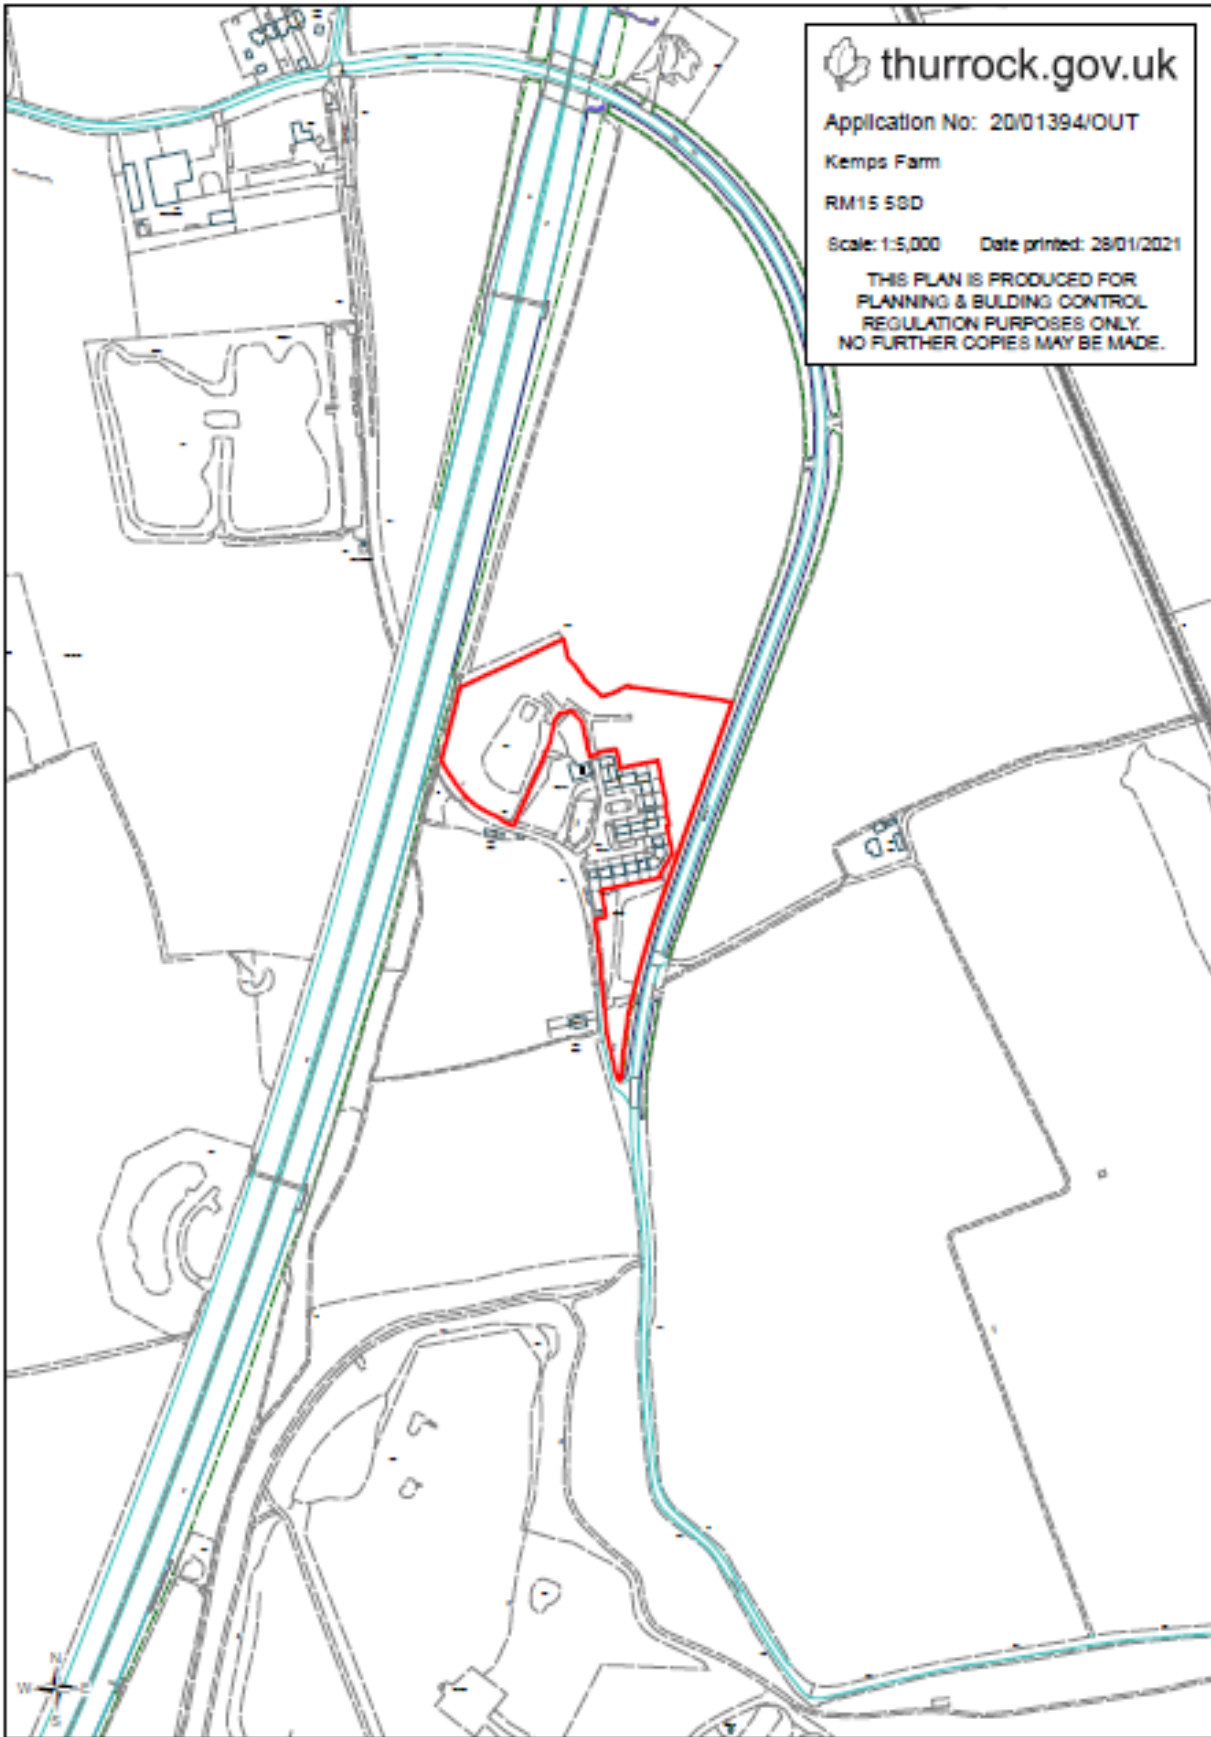 thurrock.gov.uk
Application No: 20/01394/OUT
Kemps Farm
RM15 5SD
Scale: 1:5,000 Date printed: 28/01/2021
THIS PLAN IS PRODUCED FOR
PLANNING & BULDING CONTROL
REGULATION PURPOSES ONLY.
NO FURTHER COPIES MAY BE MADE.
N
W E
S